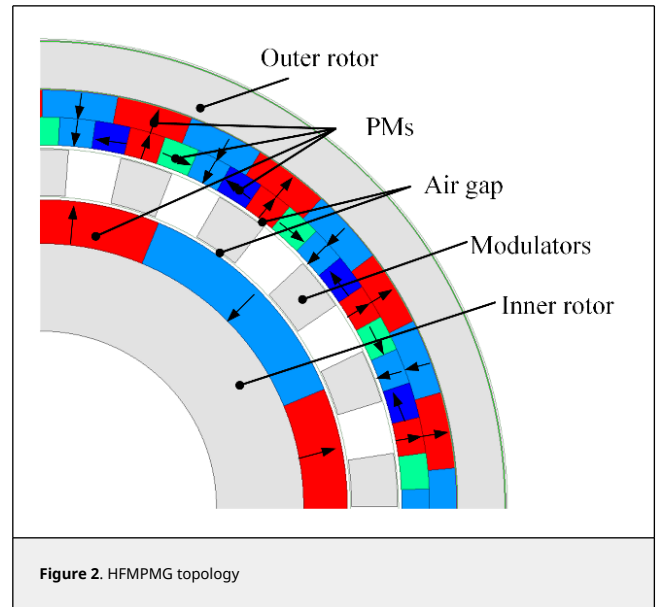 Outer rotor
PMs
Air gap
Modulators
Inner rotor
Figure 2. HFMPMG topology